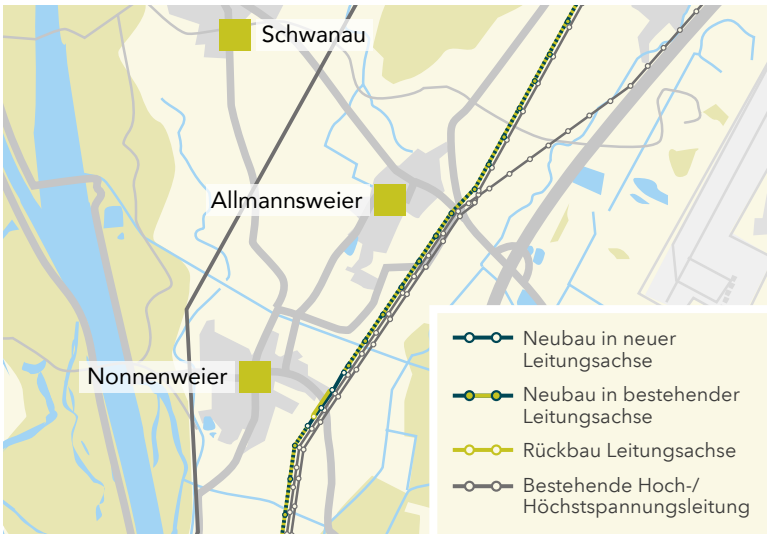 Schwanau
Allmannsweier
Nonnenweier
Neubau in neuer
Leitungsachse
Neubau in bestehender
Leitungsachse
Rückbau Leitungsachse
Bestehende Hoch-/
Höchstspannungsleitung